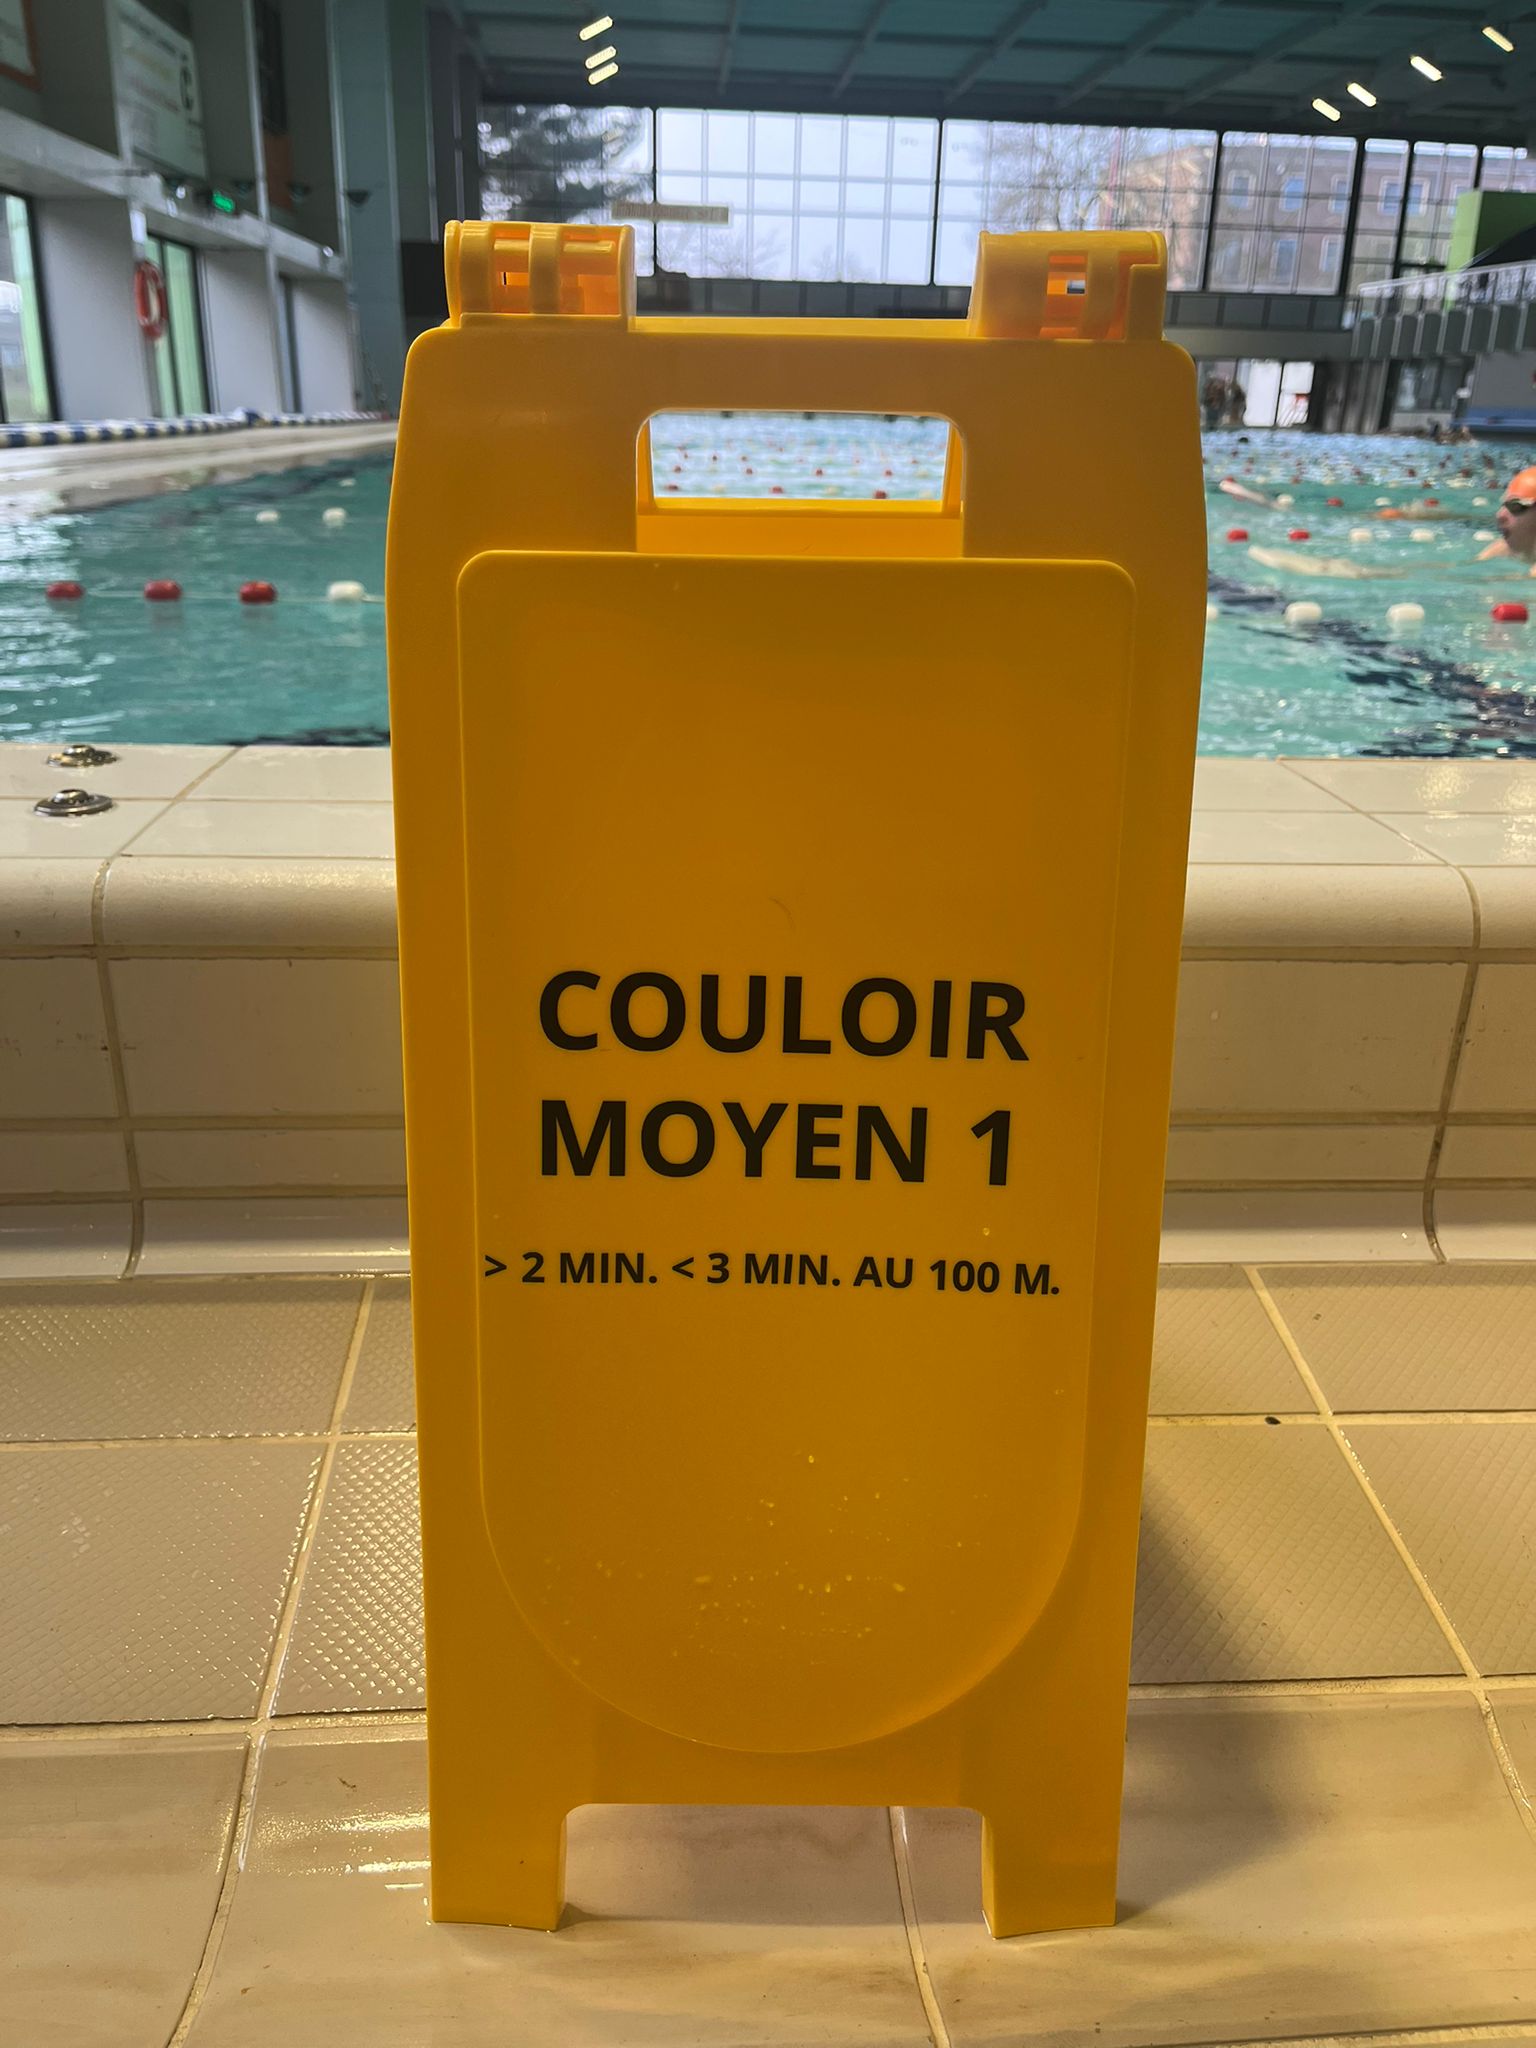 COULOIR
MOYEN 1
> 2 MIN. < 3 MIN. AU 100 M.